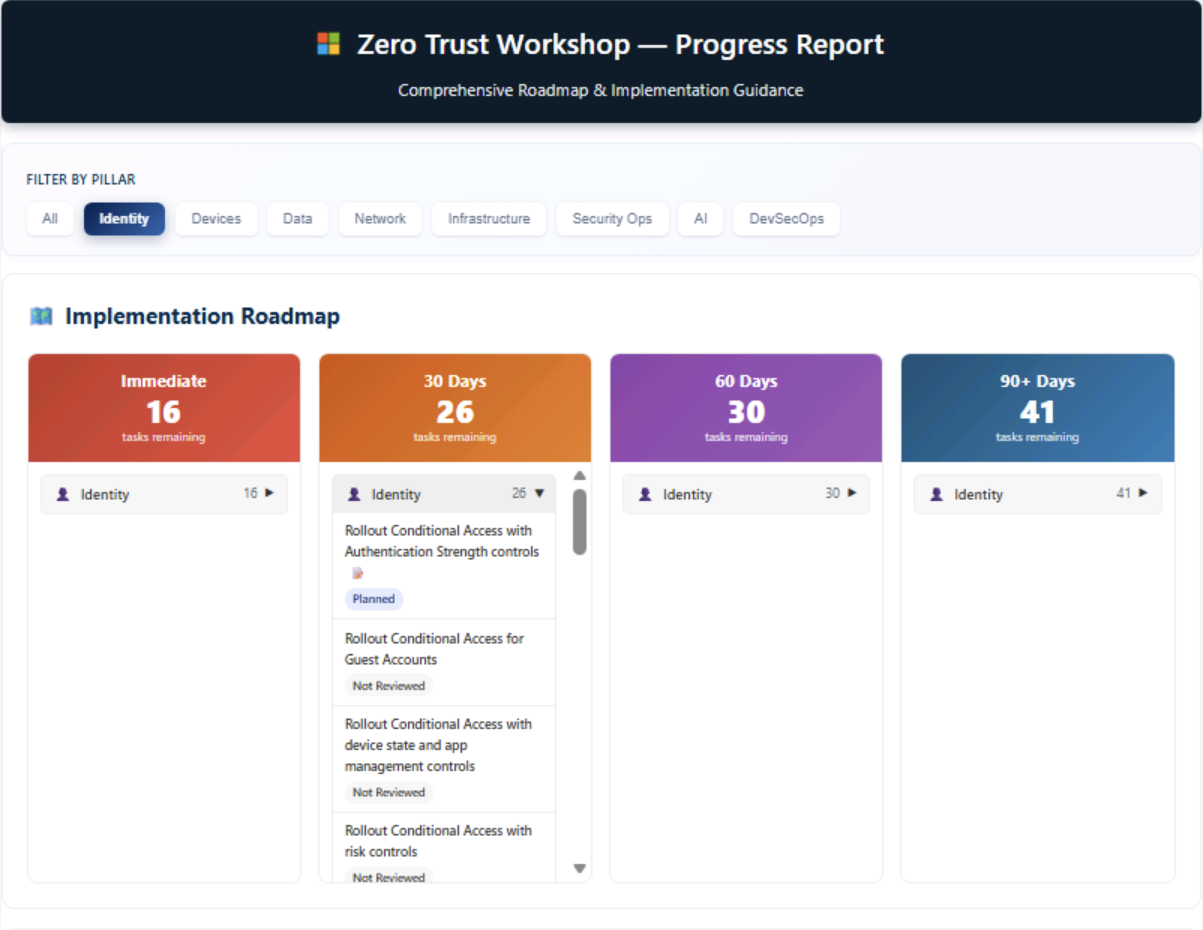 Zero Trust Workshop — Progress Report
Comprehensive Roadmap & Implementation Guidance
FILTER BY PILLAR
All
Identity
Devices
Data
Network
Infrastructure
Security Ops
AI
DevSecOps
Implementation Roadmap
Immediate
16
tasks remaining
Identity 16 ▶
30 Days
26
tasks remaining
Identity 26 ▼
Rollout Conditional Access with
Authentication Strength controls
Planned
Rollout Conditional Access for
Guest Accounts
Not Reviewed
Rollout Conditional Access with
device state and app
management controls
Not Reviewed
Rollout Conditional Access with
risk controls
Not Reviewed
60 Days
30
tasks remaining
Identity 30 ▶
90+ Days
41
tasks remaining
Identity 41 ▶